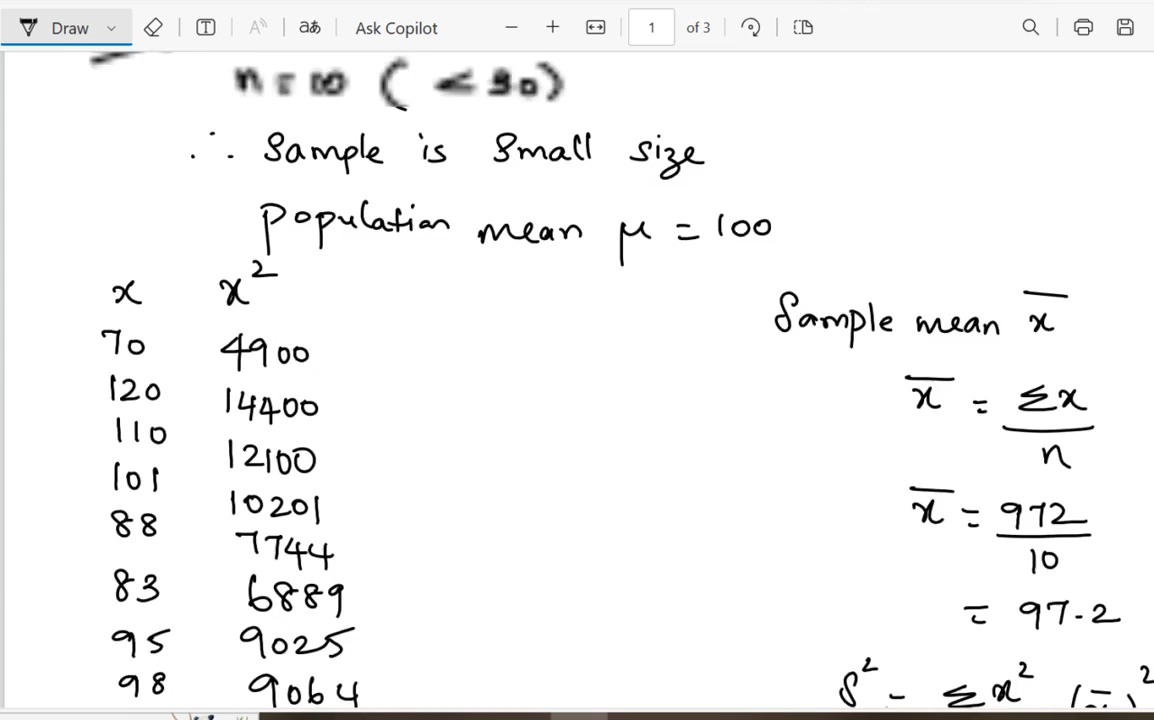 Draw Ask Copilot 1 of 3
n = 10 (< 30)
∴ Sample is small size
Population mean μ = 100
x x²
70 4900
120 14400
110 12100
101 10201
88 7744
83 6889
95 9025
98 9064
Sample mean x̄
x̄ = Σx / n
x̄ = 972 / 10
= 97.2